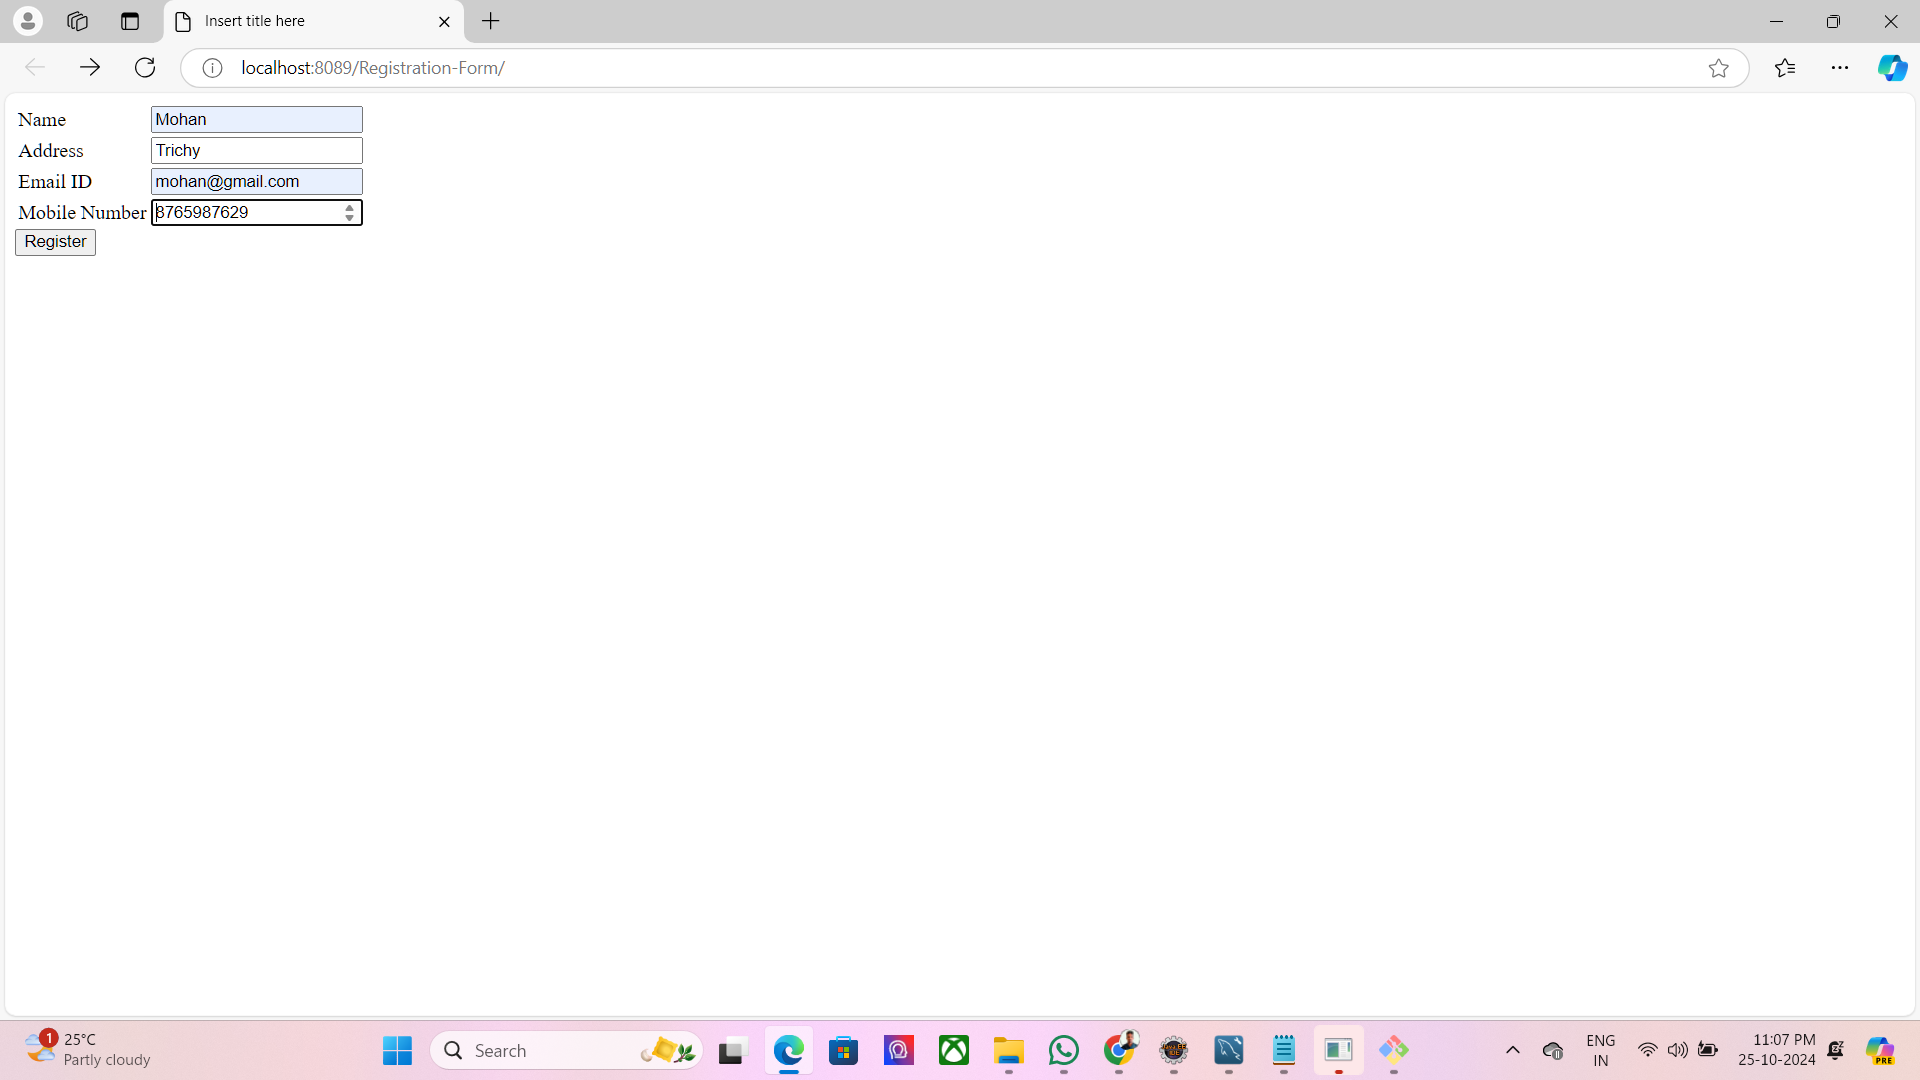 Insert title here
localhost:8089/Registration-Form/
Name Mohan
Address Trichy
Email ID mohan@gmail.com
Mobile Number 8765987629
Register
1 25°C
Partly cloudy
Search
ENG
IN
11:07 PM
25-10-2024
PRE